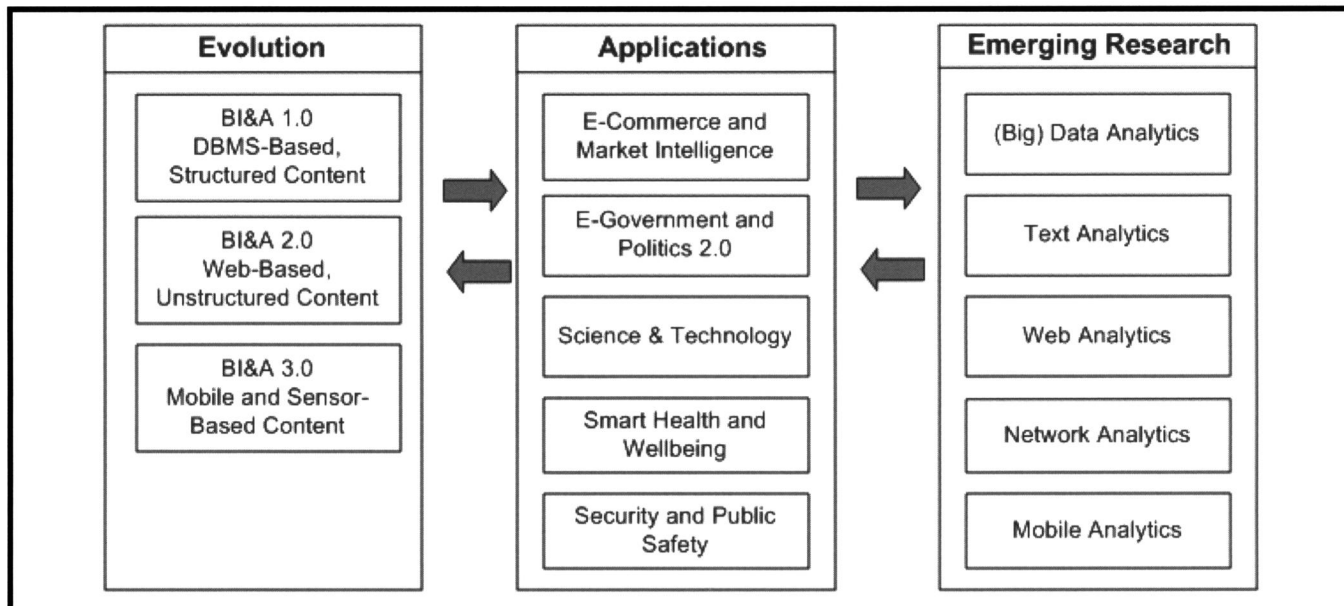 Evolution
BI&A 1.0
DBMS-Based,
Structured Content
BI&A 2.0
Web-Based,
Unstructured Content
BI&A 3.0
Mobile and Sensor-
Based Content
Applications
E-Commerce and
Market Intelligence
E-Government and
Politics 2.0
Science & Technology
Smart Health and
Wellbeing
Security and Public
Safety
Emerging Research
(Big) Data Analytics
Text Analytics
Web Analytics
Network Analytics
Mobile Analytics